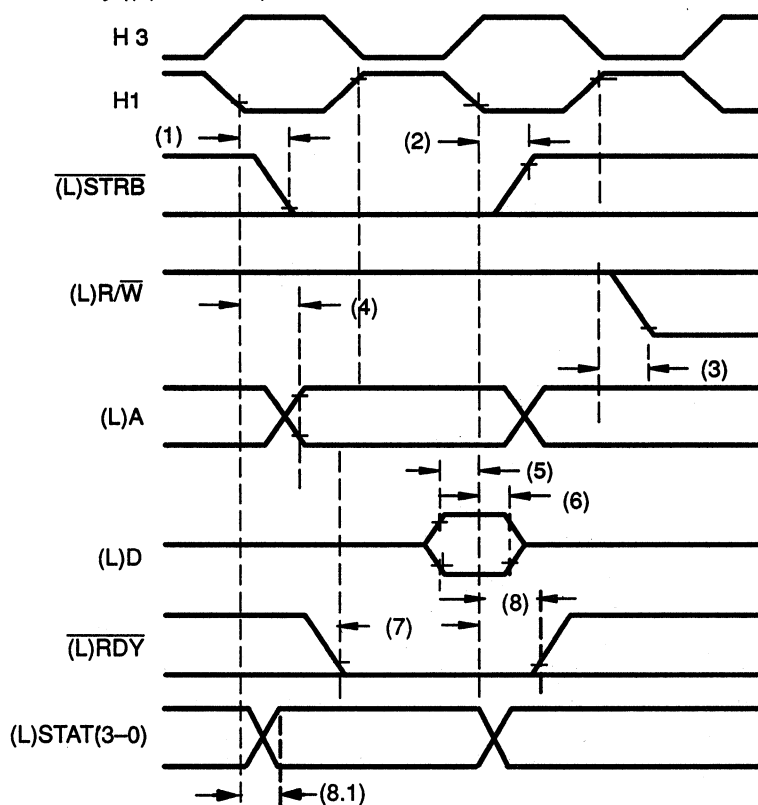 H 3
H1
(1)
(2)
(L)STRB
(L)R/W
(4)
(3)
(L)A
(5)
(6)
(L)D
(8)
(7)
(L)RDY
(L)STAT(3–0)
(8.1)